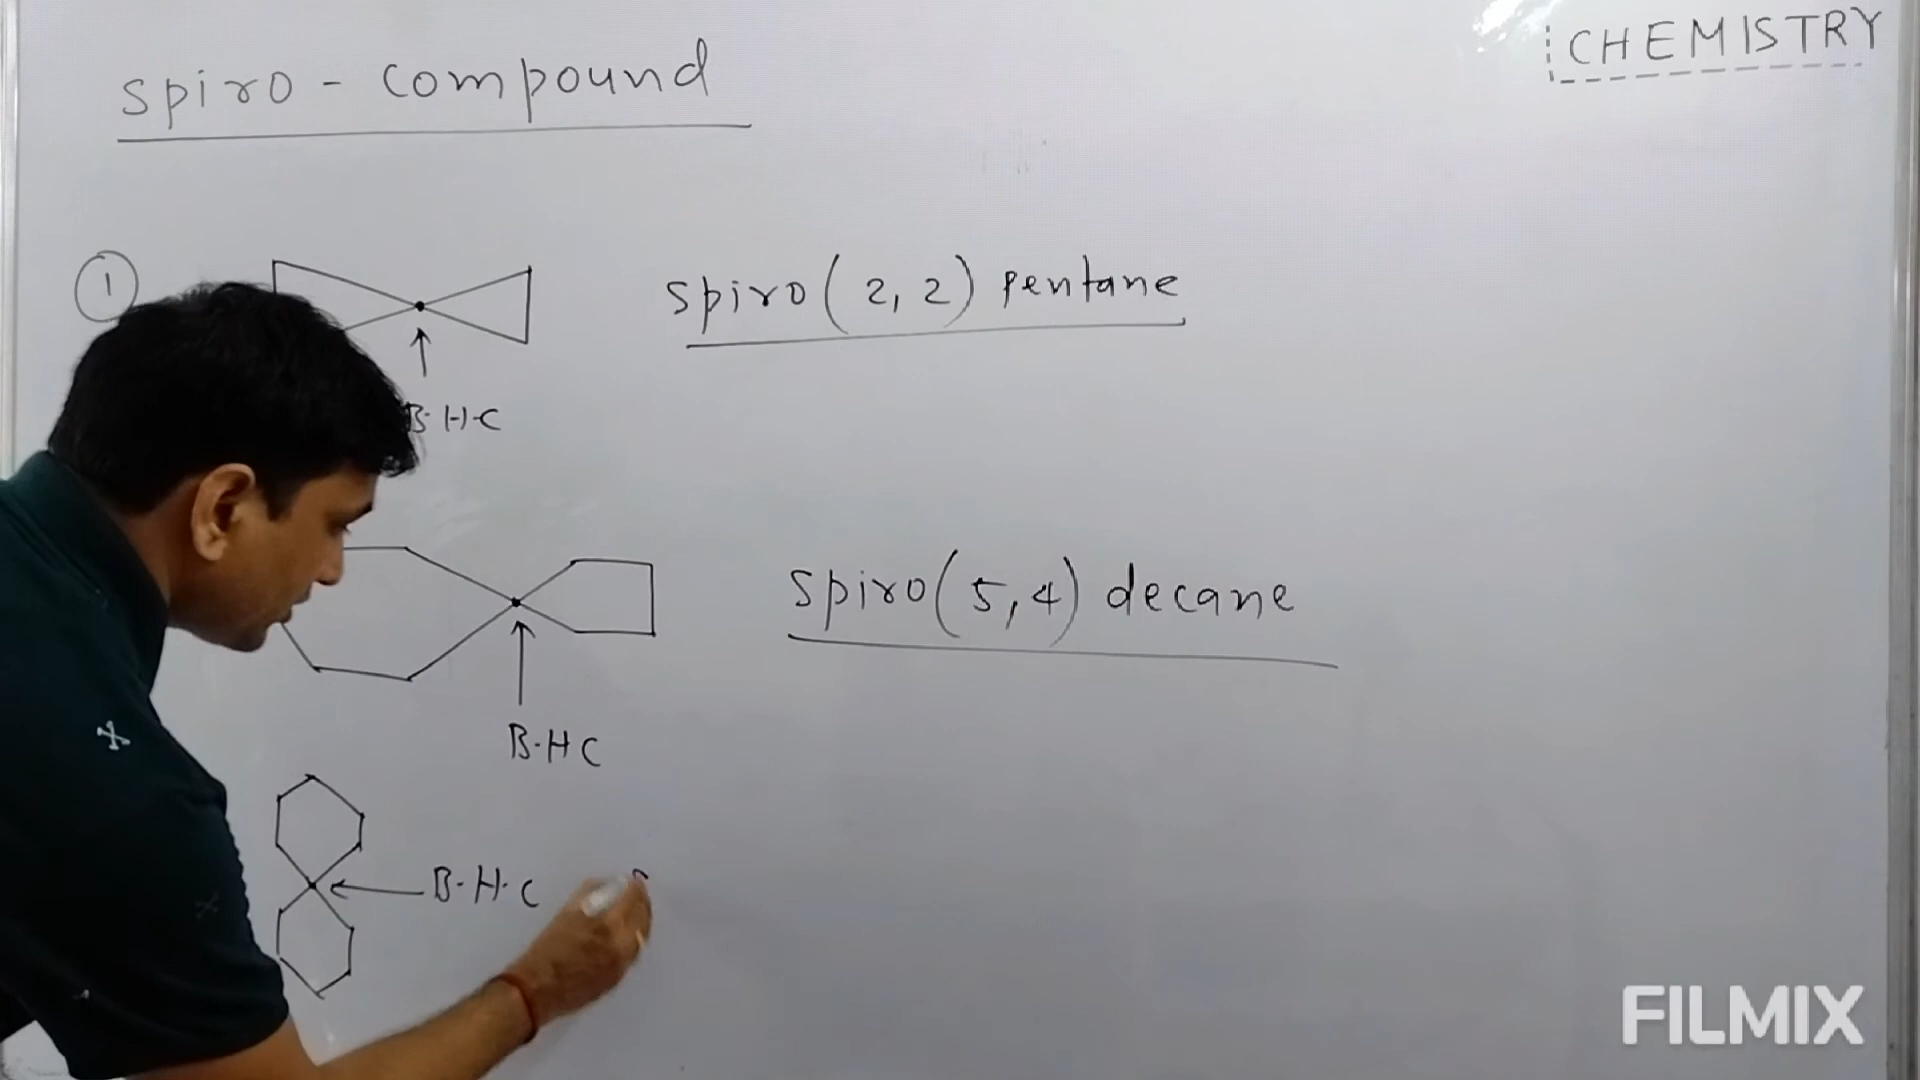 CHEMISTRY
spiro - compound
1
spiro ( 2, 2 ) pentane
B.H.C
spiro ( 5, 4 ) decane
B.H C
B.H.C
FILMIX